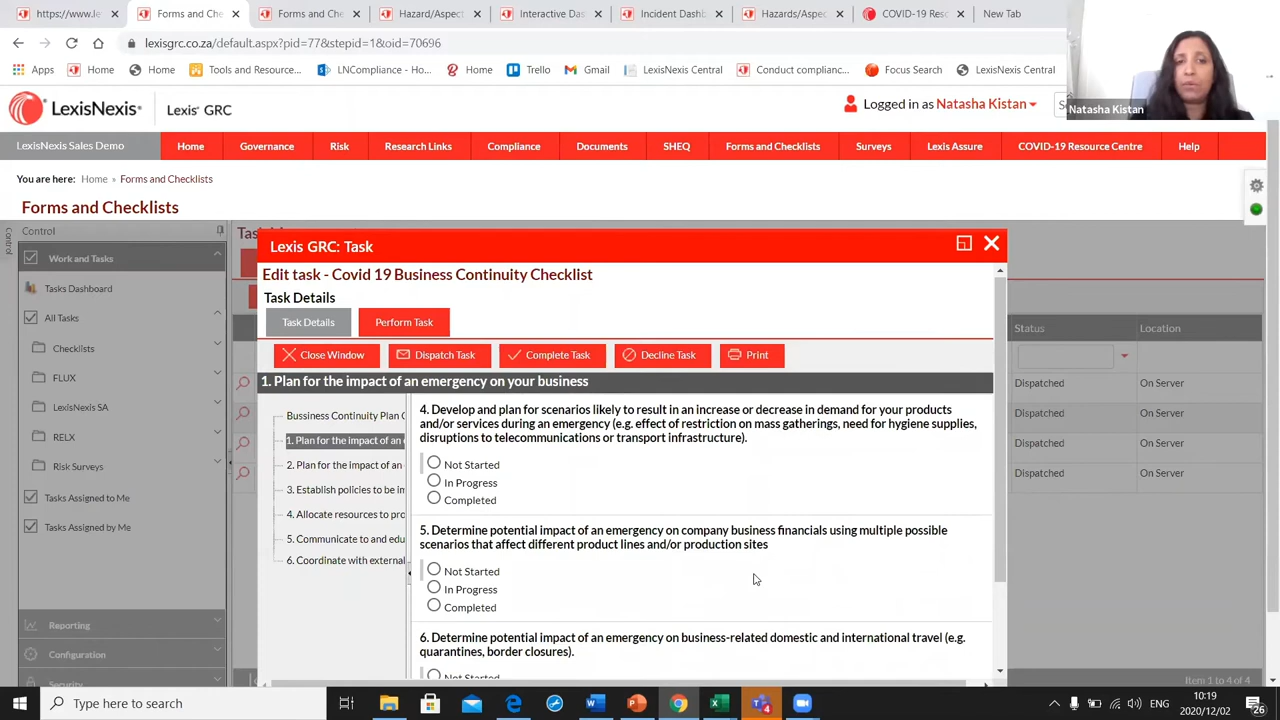 https://www.le
Forms and Che
Forms and Che
Hazard/Aspect
Interactive Das
Incident Dashb
Hazards/Aspec
COVID-19 Reso
New Tab
lexisgrc.co.za/default.aspx?pid=77&stepid=1&oid=70696
Apps
Home
Home
Tools and Resource...
LNCompliance - Ho...
Home
Trello
Gmail
LexisNexis Central
Conduct complianc...
Focus Search
LexisNexis Central
Natasha Kistan
LexisNexis®
Lexis® GRC
Logged in as Natasha Kistan
LexisNexis Sales Demo
Home
Governance
Risk
Research Links
Compliance
Documents
SHEQ
Forms and Checklists
Surveys
Lexis Assure
COVID-19 Resource Centre
Help
You are here: Home » Forms and Checklists
Forms and Checklists
Control
Control
Work and Tasks
Tasks Dashboard
All Tasks
Checklists
FLUX
LexisNexis SA
RELX
Risk Surveys
Tasks Assigned to Me
Tasks Assigned by Me
Reporting
Configuration
Security
Lexis GRC: Task
Edit task - Covid 19 Business Continuity Checklist
Task Details
Task Details
Perform Task
Close Window
Dispatch Task
Complete Task
Decline Task
Print
1. Plan for the impact of an emergency on your business
Bussiness Continuity Plan
1. Plan for the impact of an
2. Plan for the impact of an
3. Establish policies to be
4. Allocate resources to pro
5. Communicate to and edu
6. Coordinate with external
4. Develop and plan for scenarios likely to result in an increase or decrease in demand for your products
and/or services during an emergency (e.g. effect of restriction on mass gatherings, need for hygiene supplies,
disruptions to telecommunications or transport infrastructure).
Not Started
In Progress
Completed
5. Determine potential impact of an emergency on company business financials using multiple possible
scenarios that affect different product lines and/or production sites
Not Started
In Progress
Completed
6. Determine potential impact of an emergency on business-related domestic and international travel (e.g.
quarantines, border closures).
Not Started
Status
Location
Dispatched
On Server
Dispatched
On Server
Dispatched
On Server
Dispatched
On Server
Item 1 to 4 of 4
Type here to search
ENG
10:19
2020/12/02
26